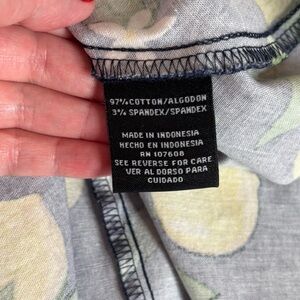 97% COTTON/ALGODON
3% SPANDEX/SPANDEX
MADE IN INDONESIA
HECHO EN INDONESIA
RN 107608
SEE REVERSE FOR CARE
VER AL DORSO PARA
CUIDADO